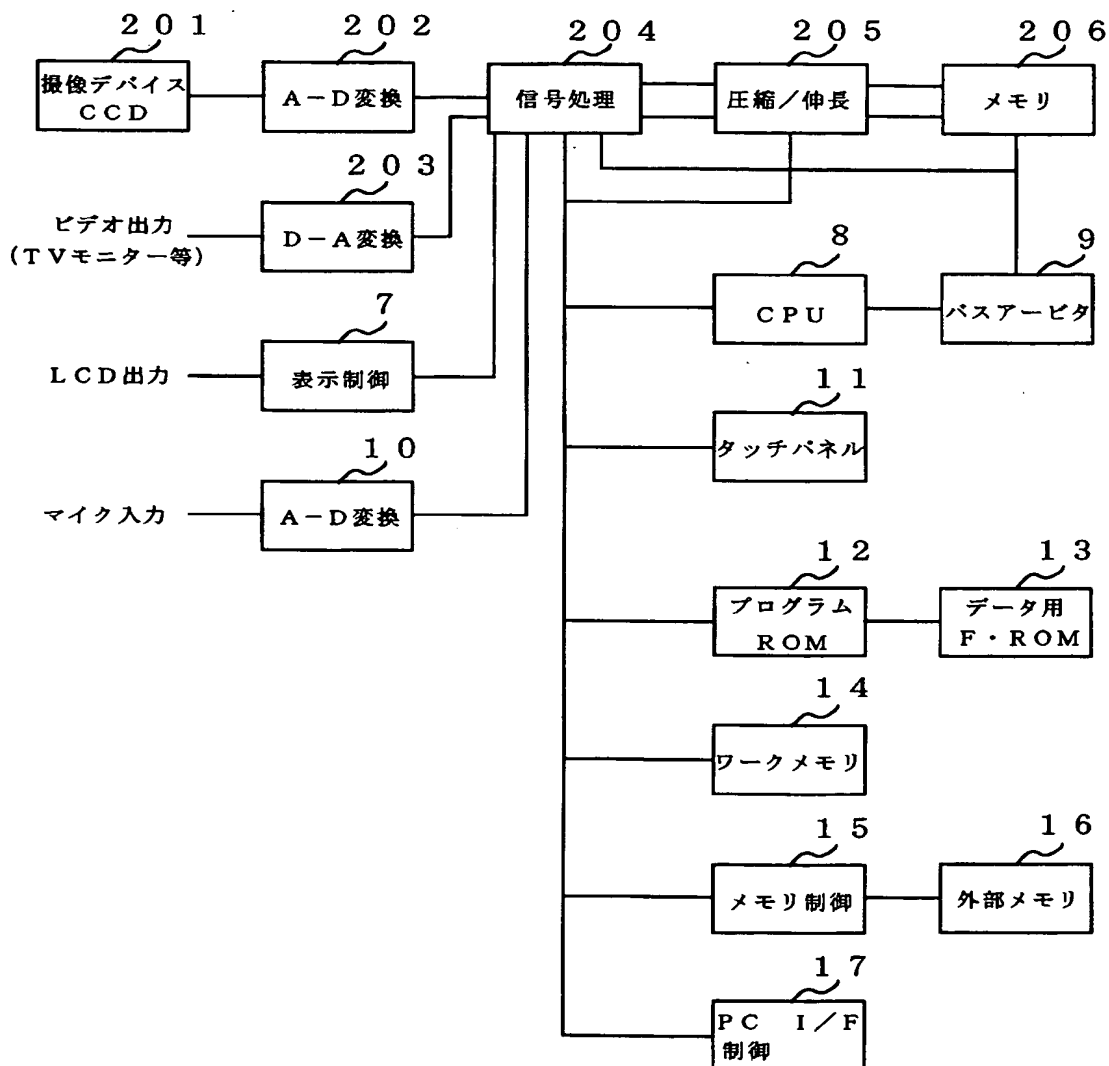 201
202
204
205
206
撮像デバイス
CCD
A-D変換
信号処理
圧縮/伸長
メモリ
203
ビデオ出力
(TVモニター等)
D-A変換
8
9
CPU
バスアービタ
7
LCD出力
表示制御
11
タッチパネル
10
マイク入力
A-D変換
12
13
プログラム
ROM
データ用
F・ROM
14
ワークメモリ
15
16
メモリ制御
外部メモリ
17
PC I/F
制御